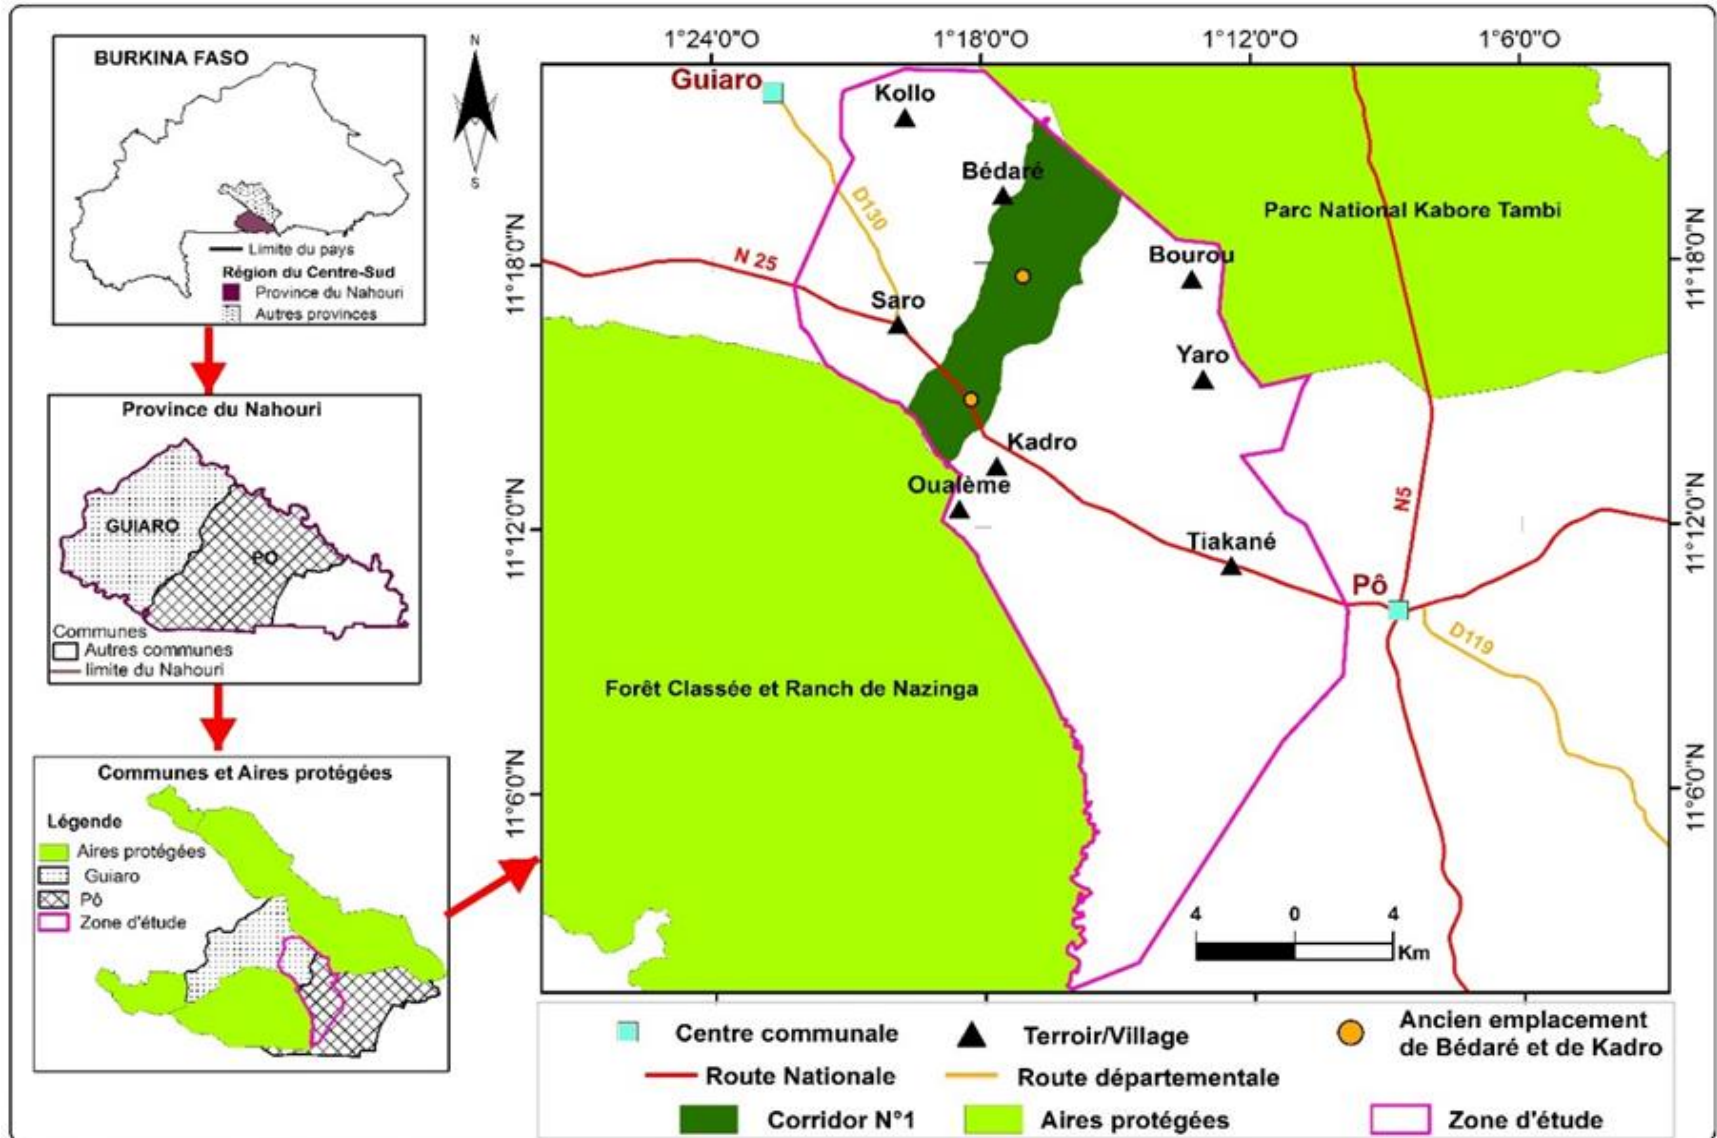 BURKINA FASO
Limite du pays
Région du Centre-Sud
Province du Nahouri
Autres provinces
Province du Nahouri
GUIARO
PO
Communes
Autres communes
limite du Nahouri
Communes et Aires protégées
Légende
Aires protégées
Guiaro
Pô
Zone d'étude
N
S
1°24'0"O
1°18'0"O
1°12'0"O
1°6'0"O
11°18'0"N
11°12'0"N
11°6'0"N
11°18'0"N
11°12'0"N
11°6'0"N
Guiaro
Kollo
Bédaré
D130
Parc National Kabore Tambi
N 25
Bourou
Saro
Yaro
Kadro
Oualème
N5
Tiakané
Pô
D119
Forêt Classée et Ranch de Nazinga
4 0 4
Km
Centre communale
Terroir/Village
Ancien emplacement
de Bédaré et de Kadro
Route Nationale
Route départementale
Corridor N°1
Aires protégées
Zone d'étude